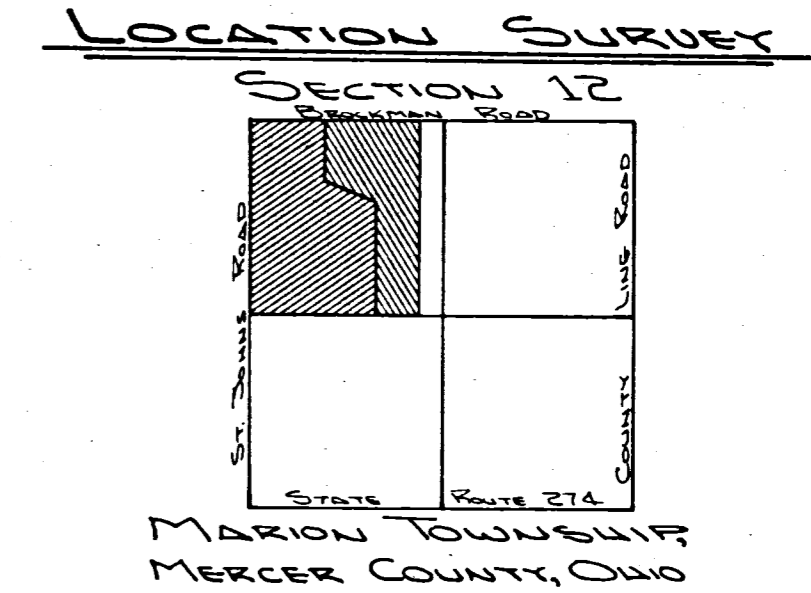 LOCATION SURVEY
SECTION 12
BROCKMAN ROAD
ST. JOHNS ROAD
COUNTY LINE ROAD
STATE ROUTE 274
MARION TOWNSHIP,
MERCER COUNTY, OHIO